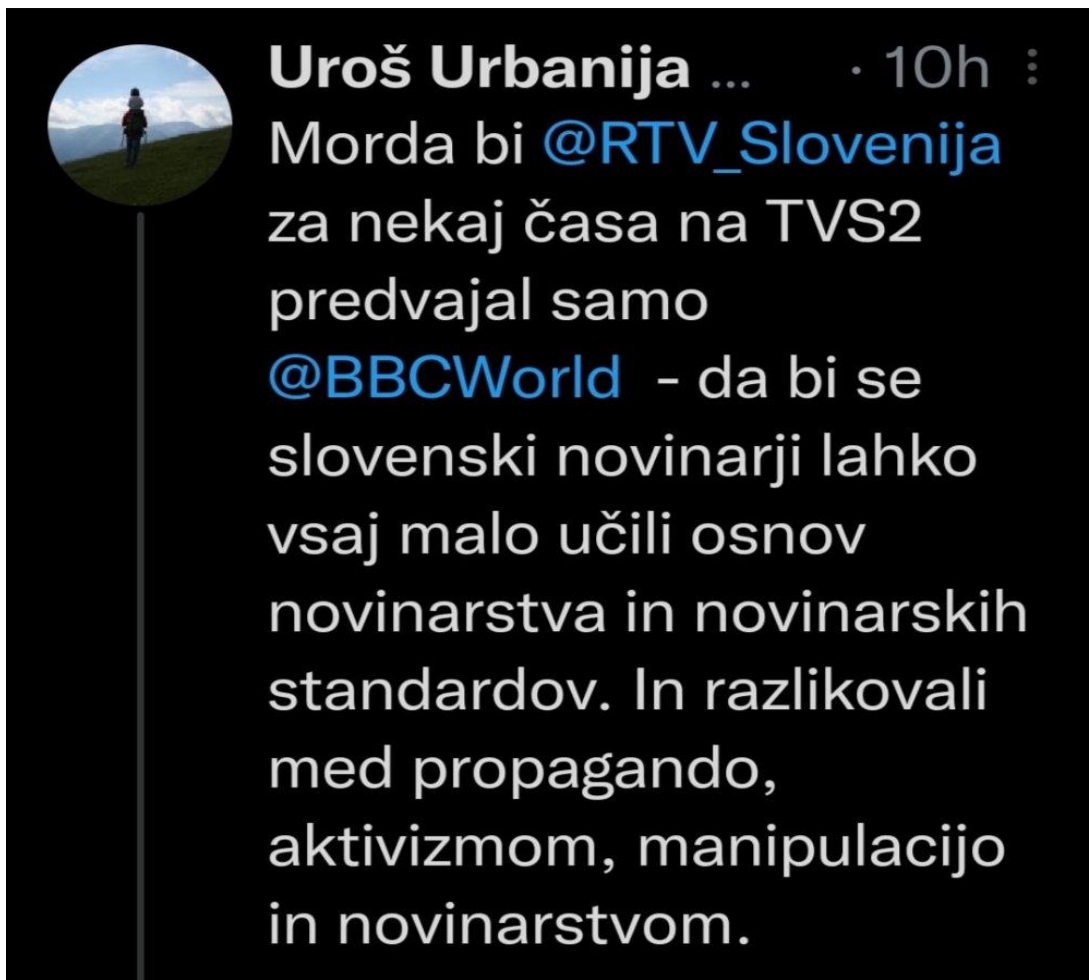 Uroš Urbanija ... · 10h
Morda bi @RTV_Slovenija
za nekaj časa na TVS2
predvajal samo
@BBCWorld - da bi se
slovenski novinarji lahko
vsaj malo učili osnov
novinarstva in novinarskih
standardov. In razlikovali
med propagando,
aktivizmom, manipulacijo
in novinarstvom.